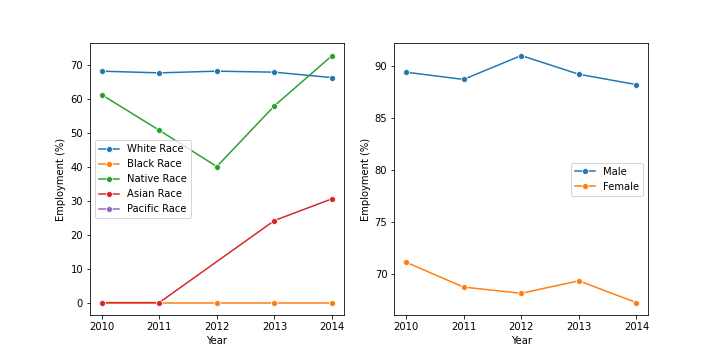 Employment (%)
70
60
50
40
30
20
10
0
White Race
Black Race
Native Race
Asian Race
Pacific Race
2010 2011 2012 2013 2014
Year
Employment (%)
90
85
80
75
70
Male
Female
2010 2011 2012 2013 2014
Year